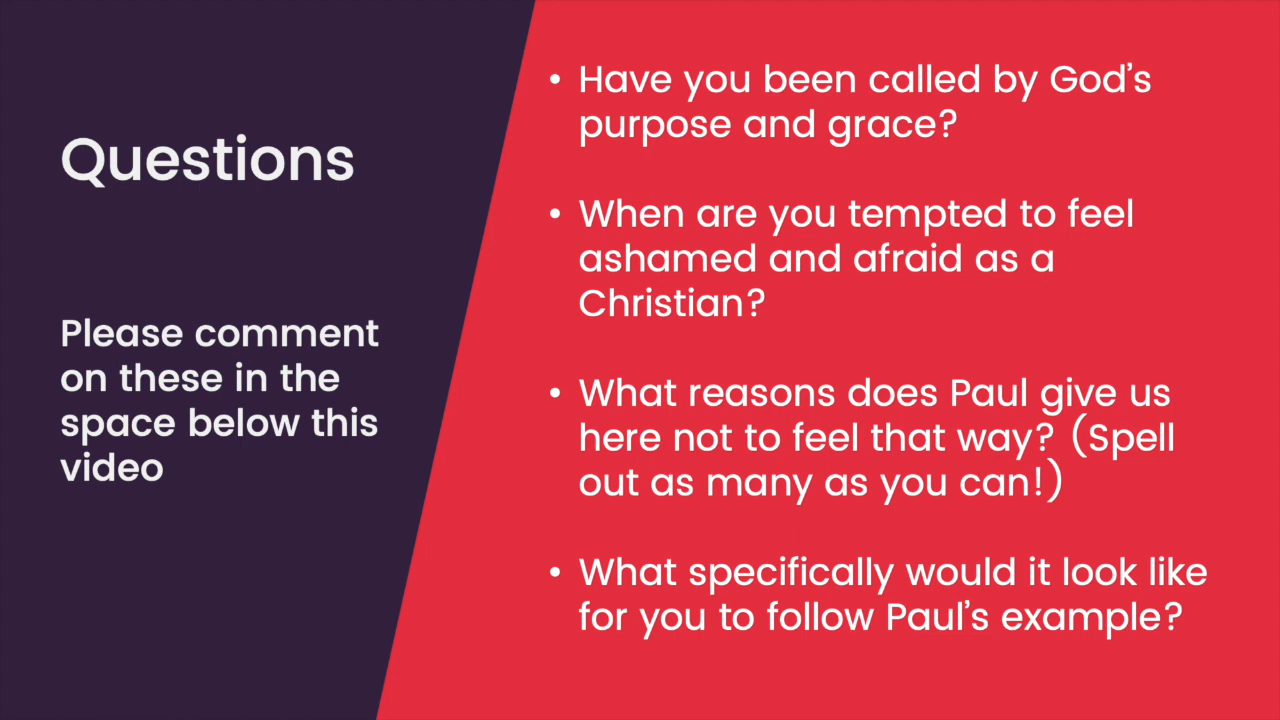 Questions
Please comment
on these in the
space below this
video
• Have you been called by God’s
purpose and grace?
• When are you tempted to feel
ashamed and afraid as a
Christian?
• What reasons does Paul give us
here not to feel that way? (Spell
out as many as you can!)
• What specifically would it look like
for you to follow Paul’s example?